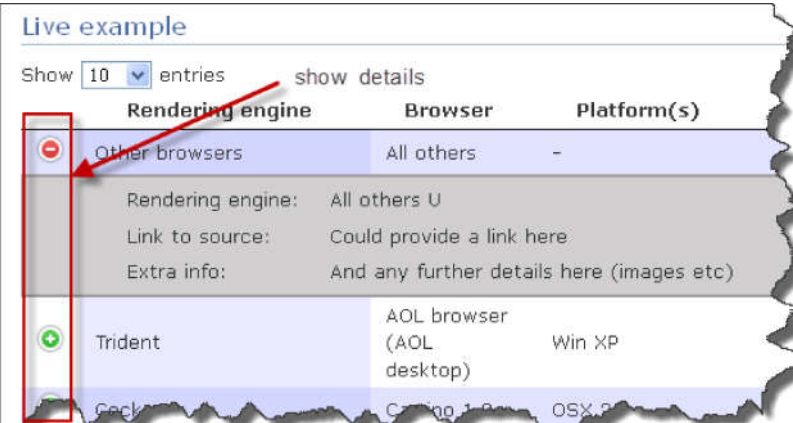 Live example
Show 10 entries
show details
Rendering engine Browser Platform(s)
Other browsers All others -
Rendering engine: All others U
Link to source: Could provide a link here
Extra info: And any further details here (images etc)
AOL browser
Trident (AOL Win XP
desktop)